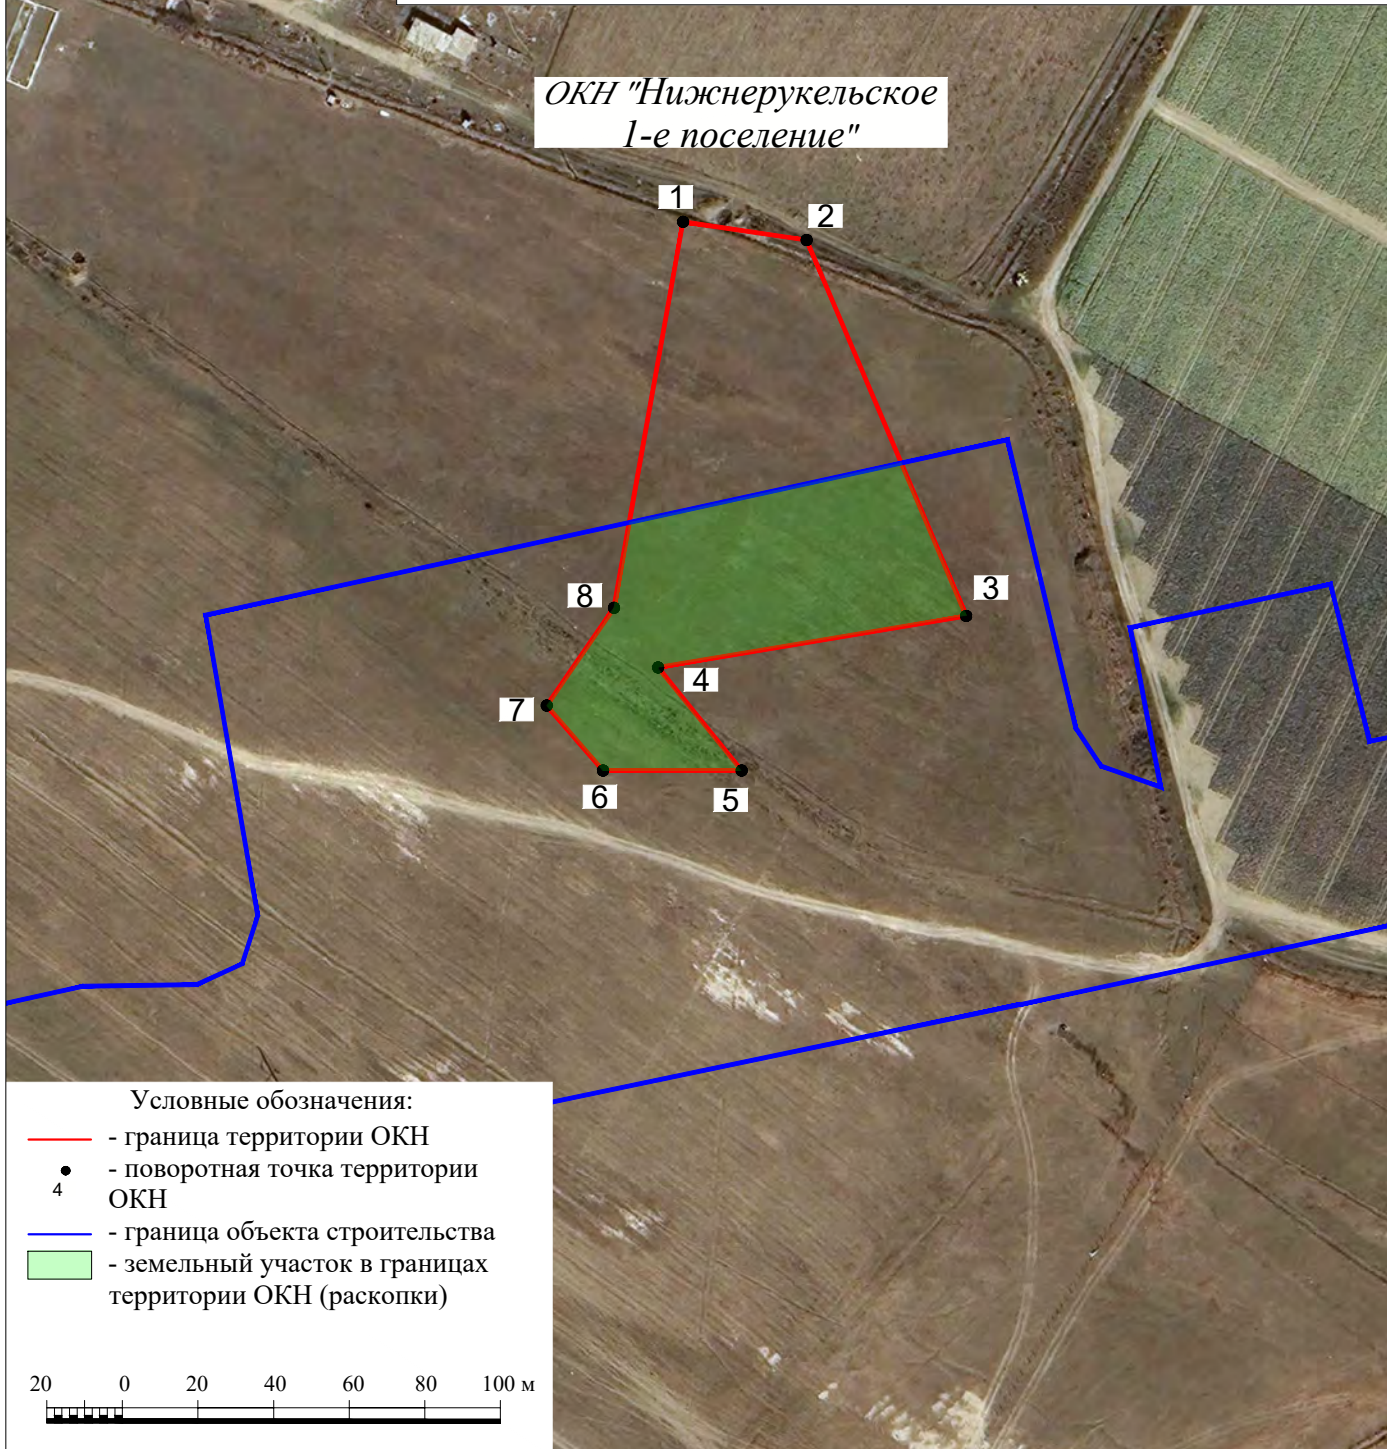 ОКН "Нижнерукельское
1-е поселение"
1
2
3
4
5
6
7
8
Условные обозначения:
- граница территории ОКН
- поворотная точка территории
4
ОКН
- граница объекта строительства
- земельный участок в границах
территории ОКН (раскопки)
20 0 20 40 60 80 100 м